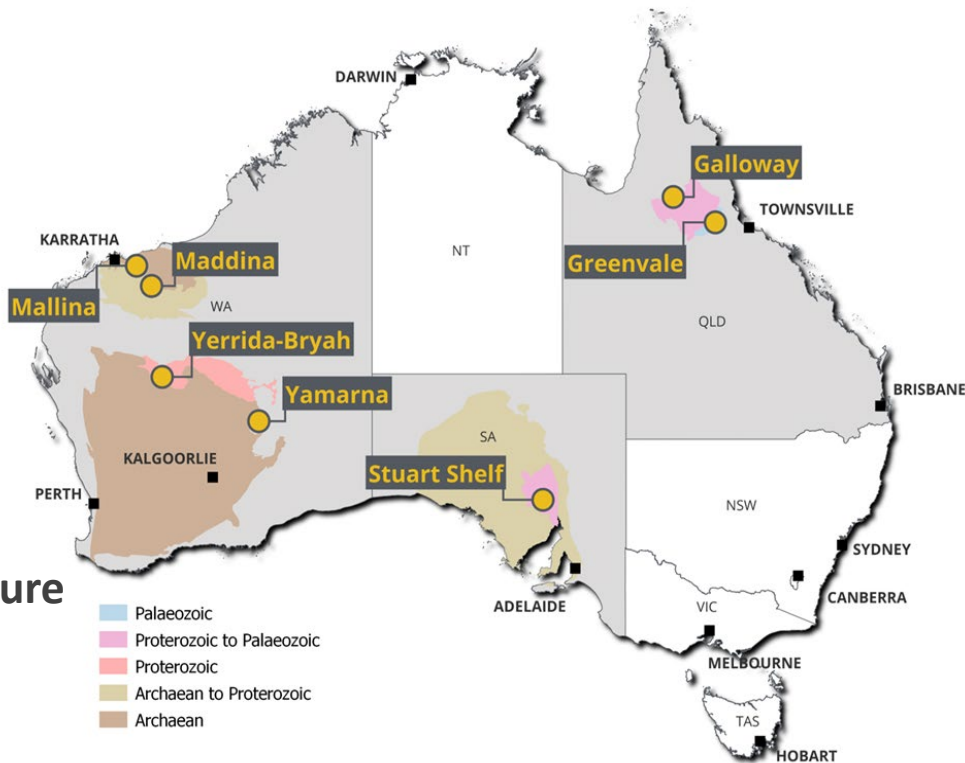 DARWIN
Galloway
TOWNSVILLE
KARRATHA
Maddina
NT
Greenvale
Mallina
WA
QLD
Yerrida-Bryah
Yamarna
BRISBANE
SA
KALGOORLIE
Stuart Shelf
PERTH
NSW
SYDNEY
ure
ADELAIDE
CANBERRA
VIC
Palaeozoic
Proterozoic to Palaeozoic
Proterozoic
Archaean to Proterozoic
Archaean
MELBOURNE
TAS
HOBART